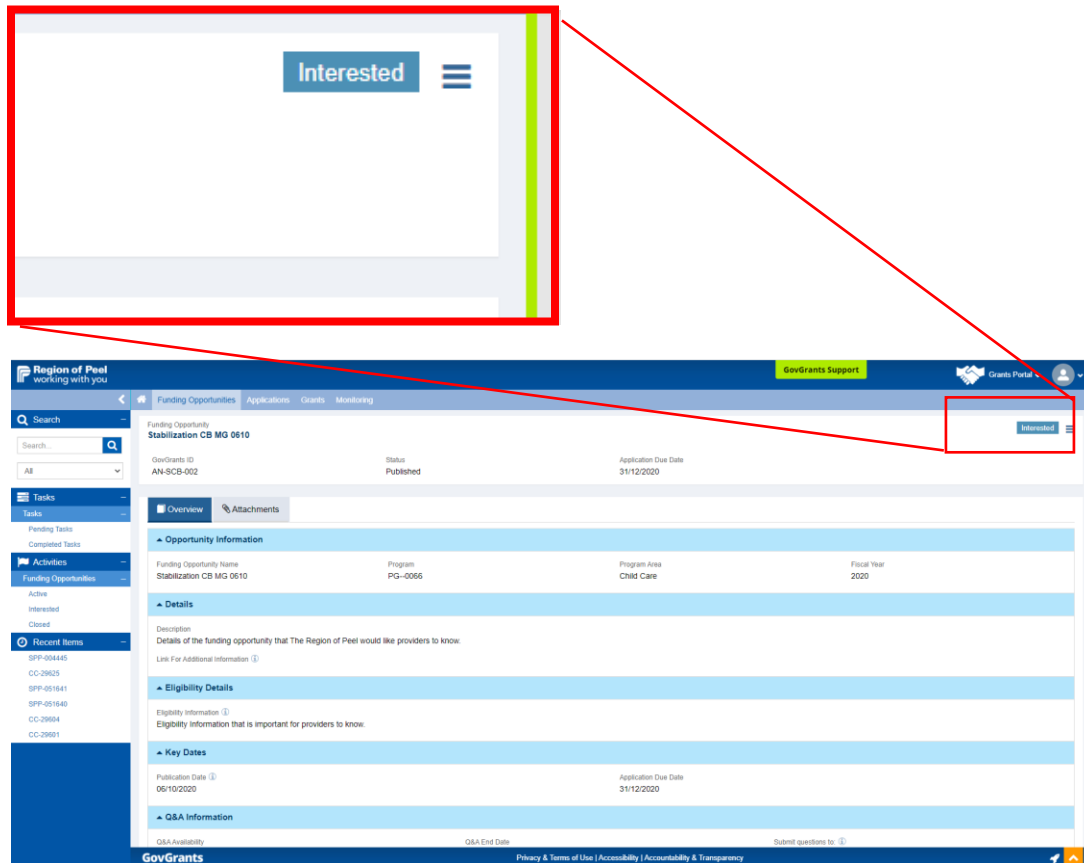 Interested
Region of Peel
working with you
GovGrants Support
Grants Portal
Funding Opportunities Applications Grants Monitoring
Search
Search...
All
Tasks
Tasks
Pending Tasks
Completed Tasks
Activities
Funding Opportunities
Active
Interested
Closed
Recent Items
SPP-004445
CC-29625
SPP-051641
SPP-051640
CC-29604
CC-29601
Funding Opportunity
Stabilization CB MG 0610
Interested
GovGrants ID Status Application Due Date
AN-SCB-002 Published 31/12/2020
Overview Attachments
Opportunity Information
Funding Opportunity Name Program Program Area Fiscal Year
Stabilization CB MG 0610 PG--0066 Child Care 2020
Details
Description
Details of the funding opportunity that The Region of Peel would like providers to know.
Link For Additional Information
Eligibility Details
Eligibility Information
Eligibility Information that is important for providers to know.
Key Dates
Publication Date Application Due Date
06/10/2020 31/12/2020
Q&A Information
Q&A Availability Q&A End Date Submit questions to:
GovGrants Privacy & Terms of Use | Accessibility | Accountability & Transparency